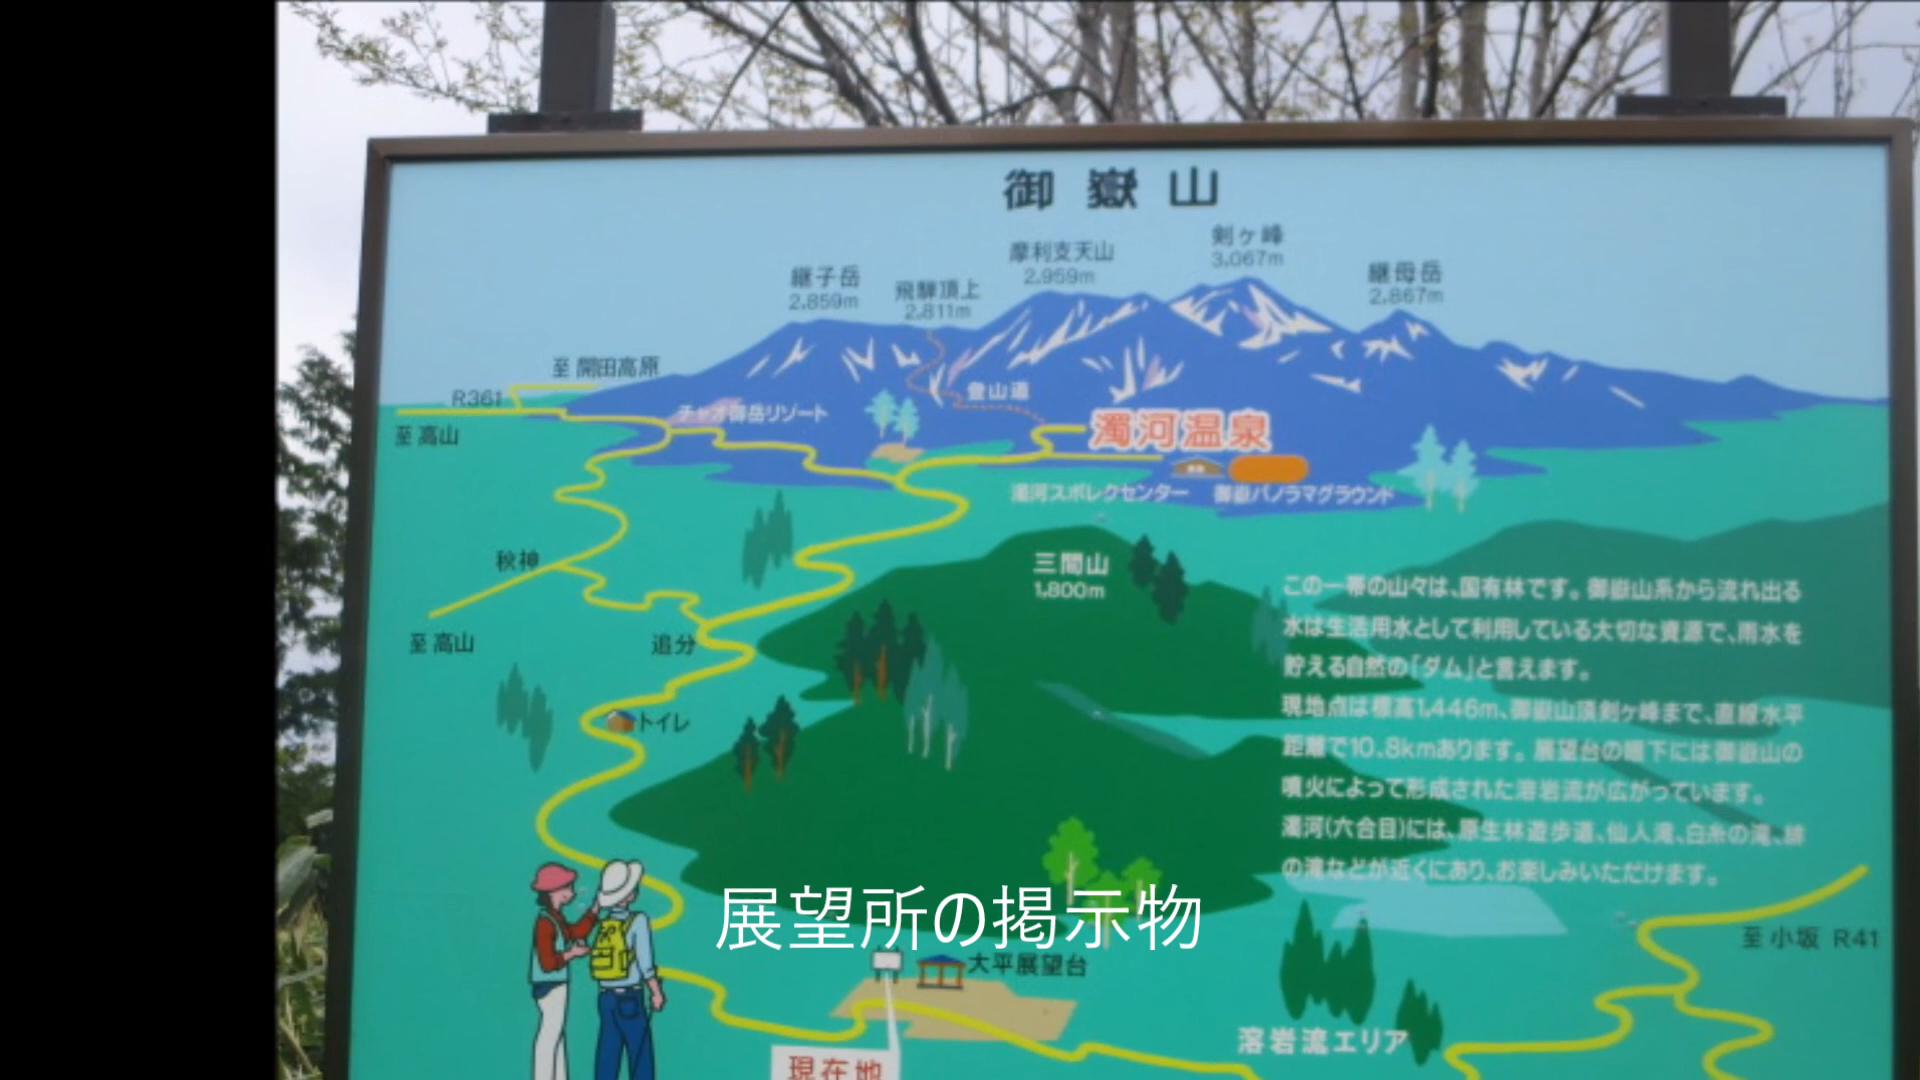 御嶽山
剣ヶ峰
3,067m
摩利支天山
2,959m
継子岳
2,859m
飛騨頂上
2,811m
継母岳
2,867m
至 開田高原
R361
至 高山
チャオ御岳リゾート
登山道
濁河温泉
濁河スポレクセンター
御嶽パノラマグラウンド
秋神
至 高山
追分
トイレ
三間山
1,800m
この一帯の山々は、国有林です。御嶽山系から流れ出る
水は生活用水として利用している大切な資源で、雨水を
貯える自然の「ダム」と言えます。
現地点は標高1,446m、御嶽山頂剣ヶ峰まで、直線水平
距離で10.8kmあります。展望台の眼下には御嶽山の
噴火によって形成された溶岩流が広がっています。
濁河(六合目)には、原生林遊歩道、仙人滝、白糸の滝、緋
の滝などが近くにあり、お楽しみいただけます。
展望所の掲示物
大平展望台
至 小坂 R41
溶岩流エリア
現在地